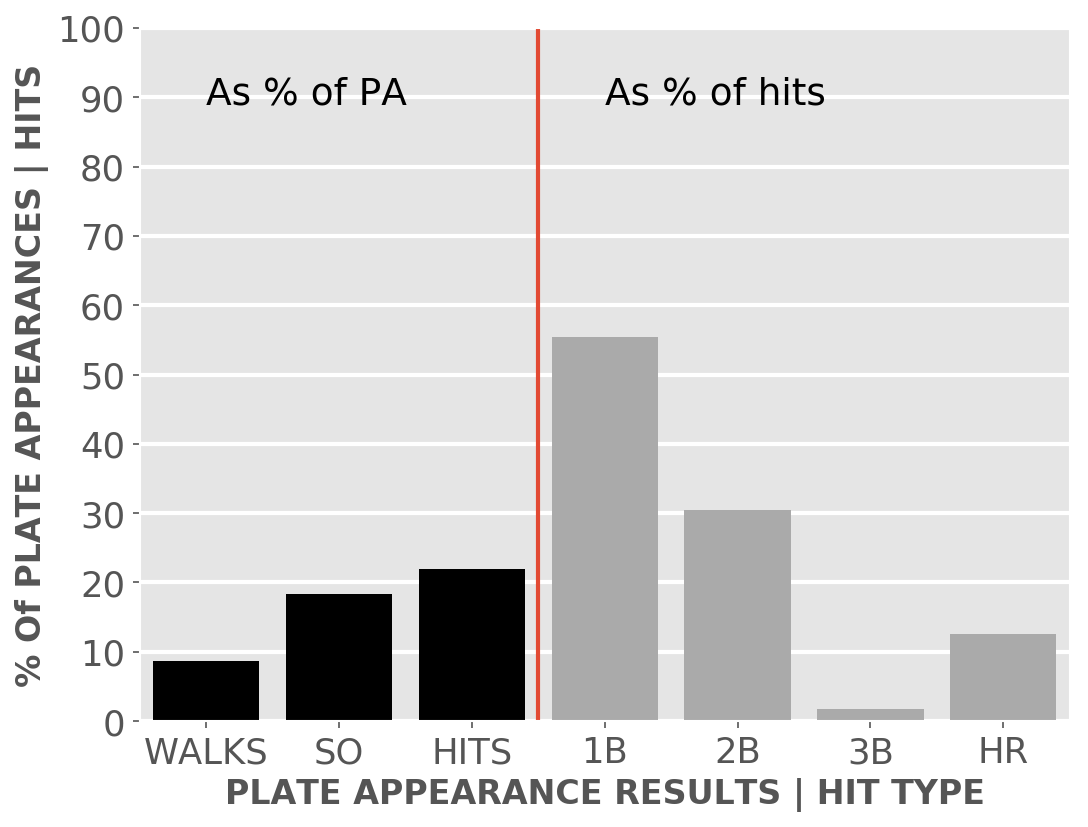 % Of PLATE APPEARANCES | HITS
100
90
80
70
60
50
40
30
20
10
0
As % of PA
As % of hits
WALKS SO HITS 1B 2B 3B HR
PLATE APPEARANCE RESULTS | HIT TYPE